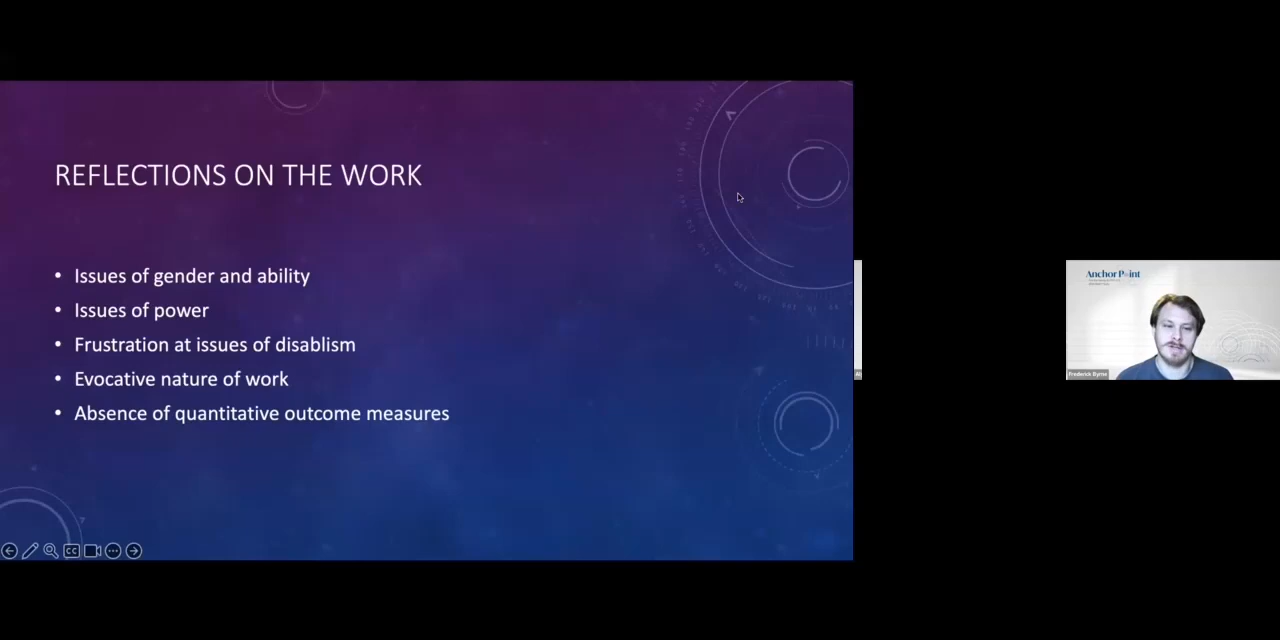 REFLECTIONS ON THE WORK
• Issues of gender and ability
• Issues of power
• Frustration at issues of disablism
• Evocative nature of work
• Absence of quantitative outcome measures
CC
Anchor Point
Frederick Byrne